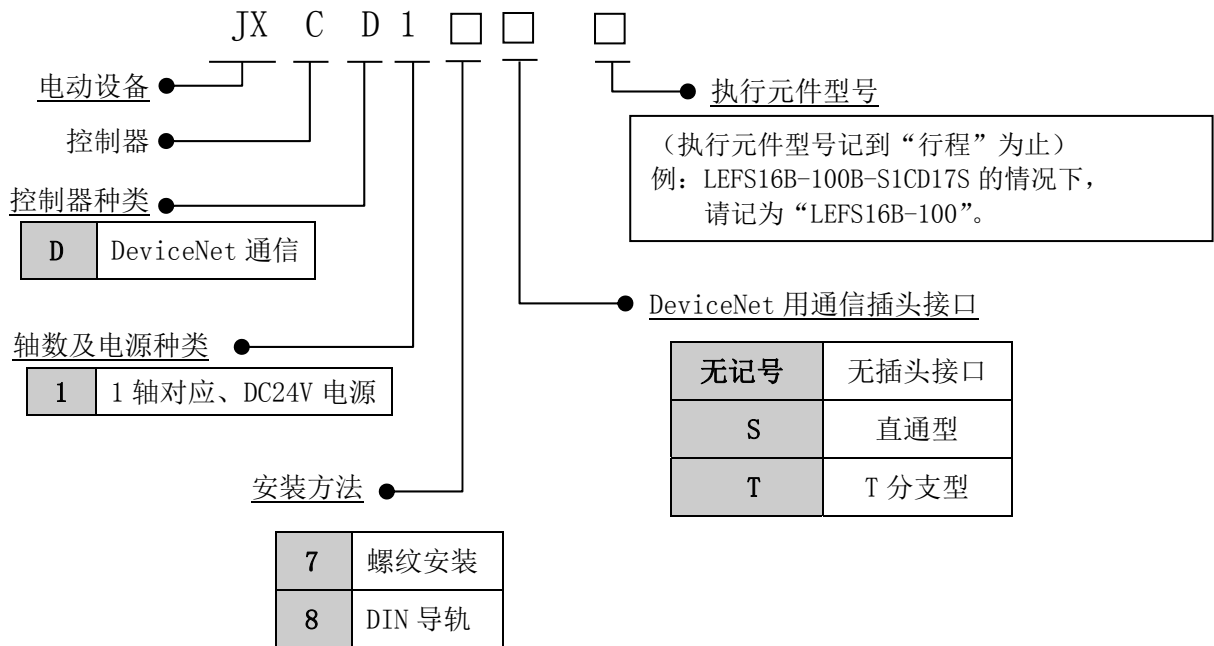 JX C D 1 □ □ □
电动设备
控制器
控制器种类
D DeviceNet 通信
轴数及电源种类
1 1 轴对应、DC24V 电源
安装方法
7 螺纹安装
8 DIN 导轨
执行元件型号
（执行元件型号记到“行程”为止）
例：LEFS16B-100B-S1CD17S 的情况下，
请记为“LEFS16B-100”。
DeviceNet 用通信插头接口
无记号 无插头接口
S 直通型
T T 分支型